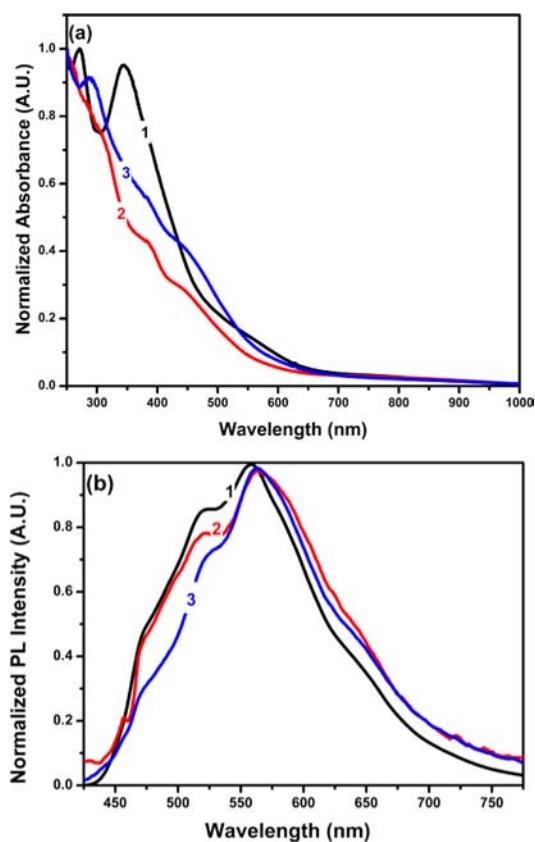 (a)
Normalized Absorbance (A.U.)
1.0
0.8
0.6
0.4
0.2
0.0
1
3
2
300 400 500 600 700 800 900 1000
Wavelength (nm)
(b)
Normalized PL Intensity (A.U.)
1.0
0.8
0.6
0.4
0.2
0.0
1
2
3
450 500 550 600 650 700 750
Wavelength (nm)